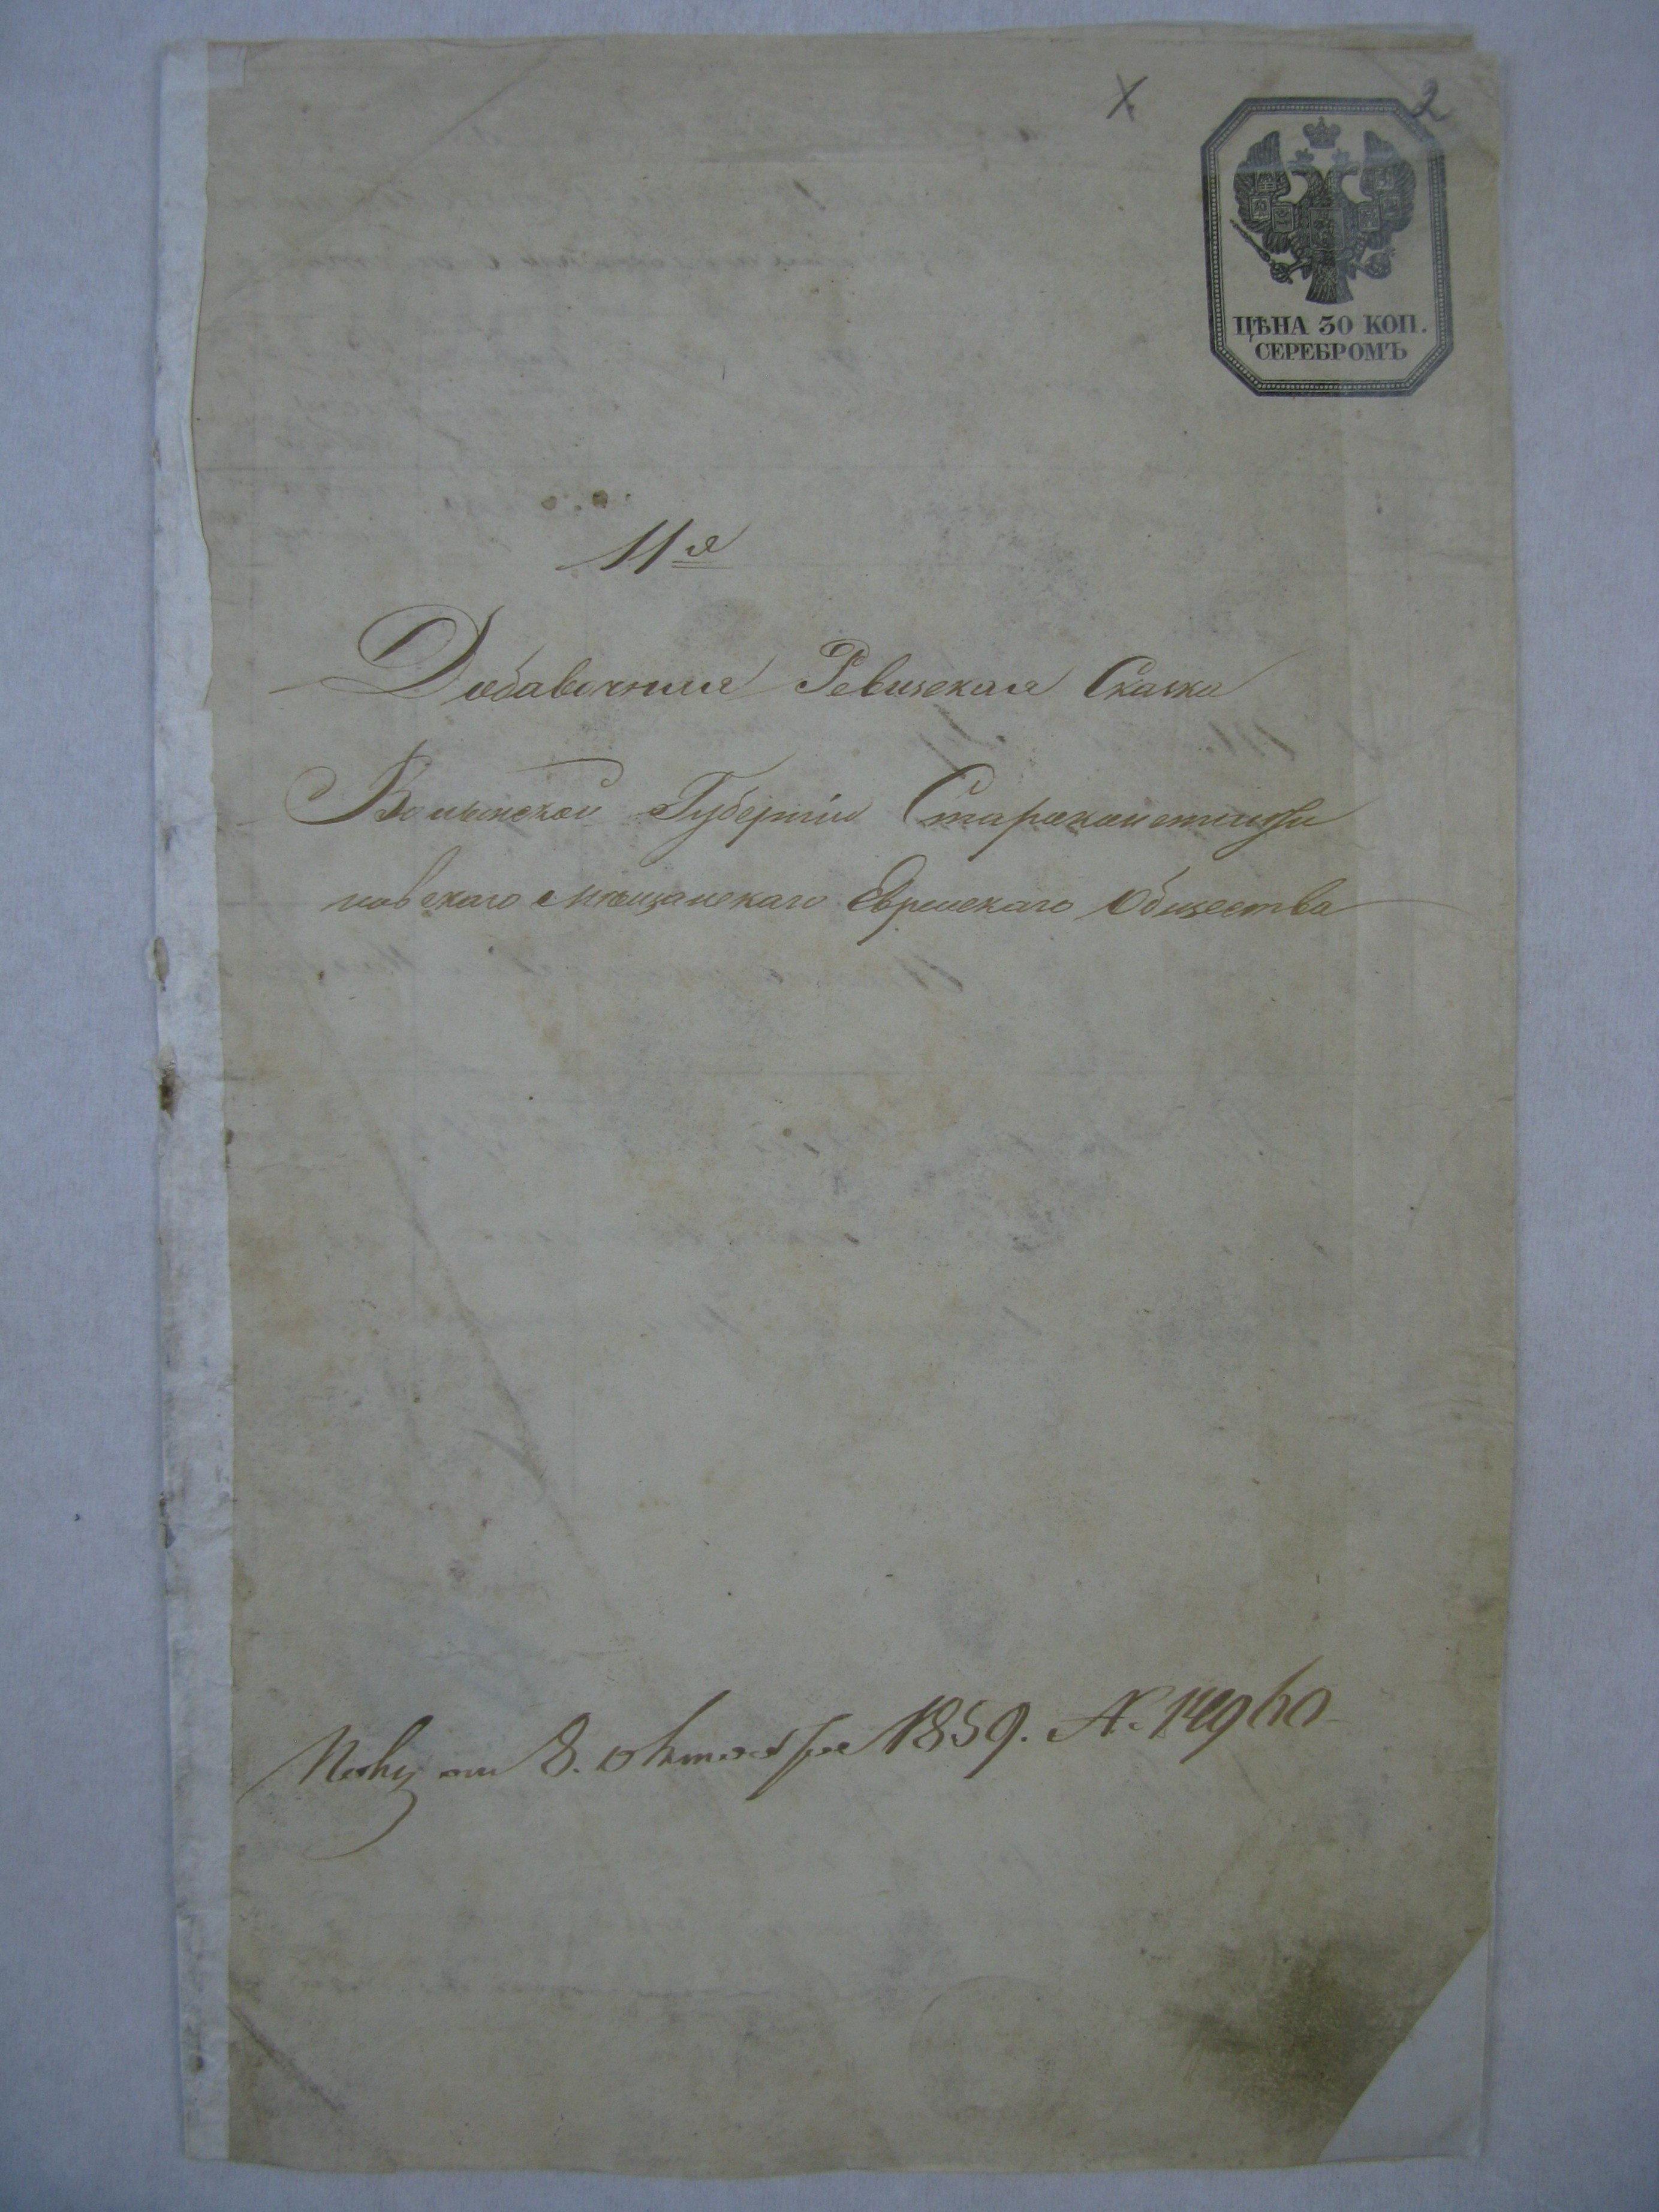 х
2
ЦѢНА 30 КОП.
СЕРЕБРОМЪ
11я
Добавочная Ревизская Сказка
Волынской Губерніи Староконстанти
новскаго мѣщанскаго Еврейскаго Общества
8. октября 1859. №